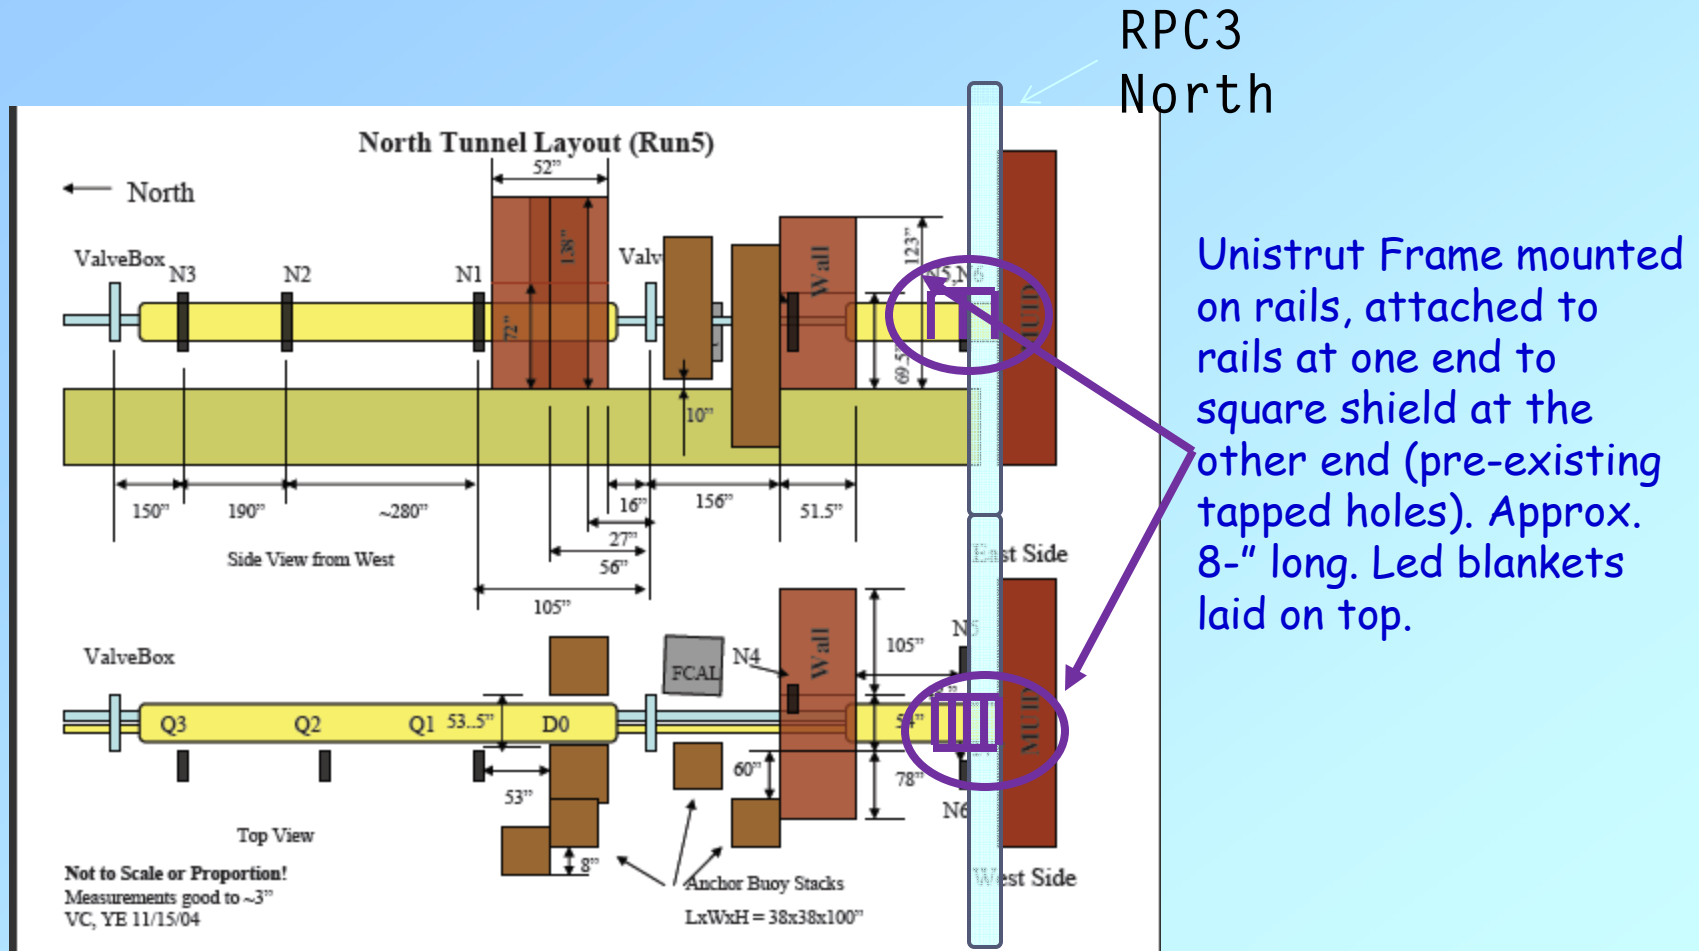 RPC3
North
North Tunnel Layout (Run5)
52”
North
138”
123”
ValveBox
N3
N2
N1
Valv
Wall
N5,N6
72”
MUID
69.5”
10”
150”
190”
~280”
16”
156”
51.5”
27”
Side View from West
56”
East Side
105”
Unistrut Frame mounted
on rails, attached to
rails at one end to
square shield at the
other end (pre-existing
tapped holes). Approx.
8-” long. Led blankets
laid on top.
N5
Wall
105”
ValveBox
FCAL
N4
Q3
Q2
Q1
53..5”
D0
54”
MUID
60”
78”
53”
N6
Top View
8”
Not to Scale or Proportion!
Measurements good to ~3”
VC, YE 11/15/04
Anchor Buoy Stacks
LxWxH = 38x38x100”
West Side